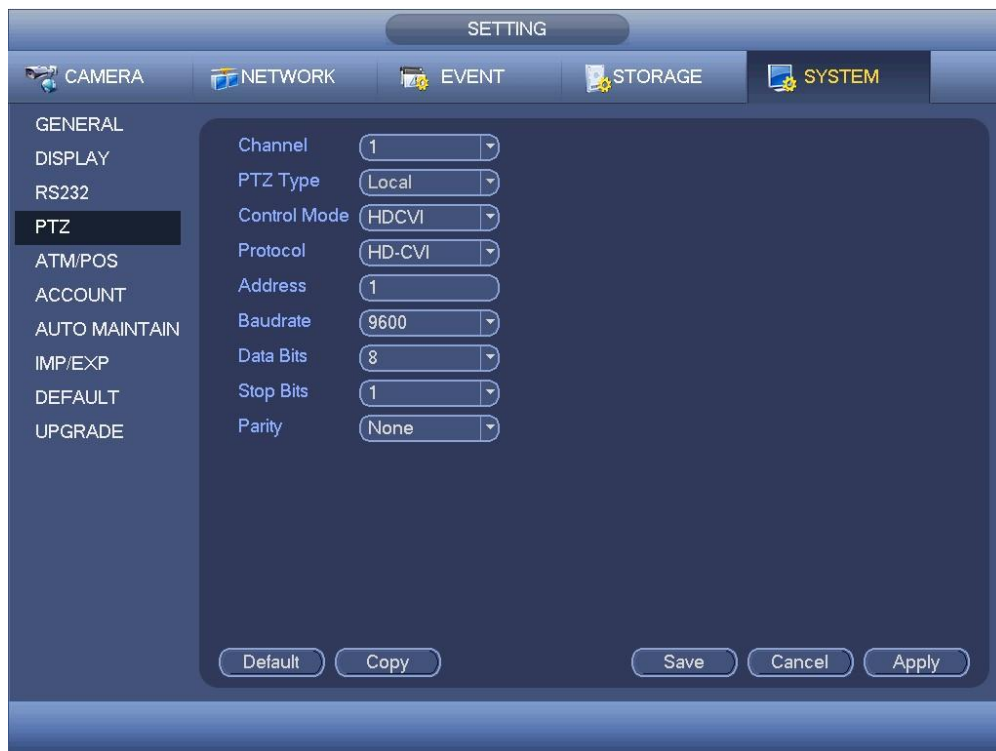 SETTING
CAMERA NETWORK EVENT STORAGE SYSTEM
GENERAL
DISPLAY
RS232
PTZ
ATM/POS
ACCOUNT
AUTO MAINTAIN
IMP/EXP
DEFAULT
UPGRADE
Channel 1
PTZ Type Local
Control Mode HDCVI
Protocol HD-CVI
Address 1
Baudrate 9600
Data Bits 8
Stop Bits 1
Parity None
Default Copy Save Cancel Apply